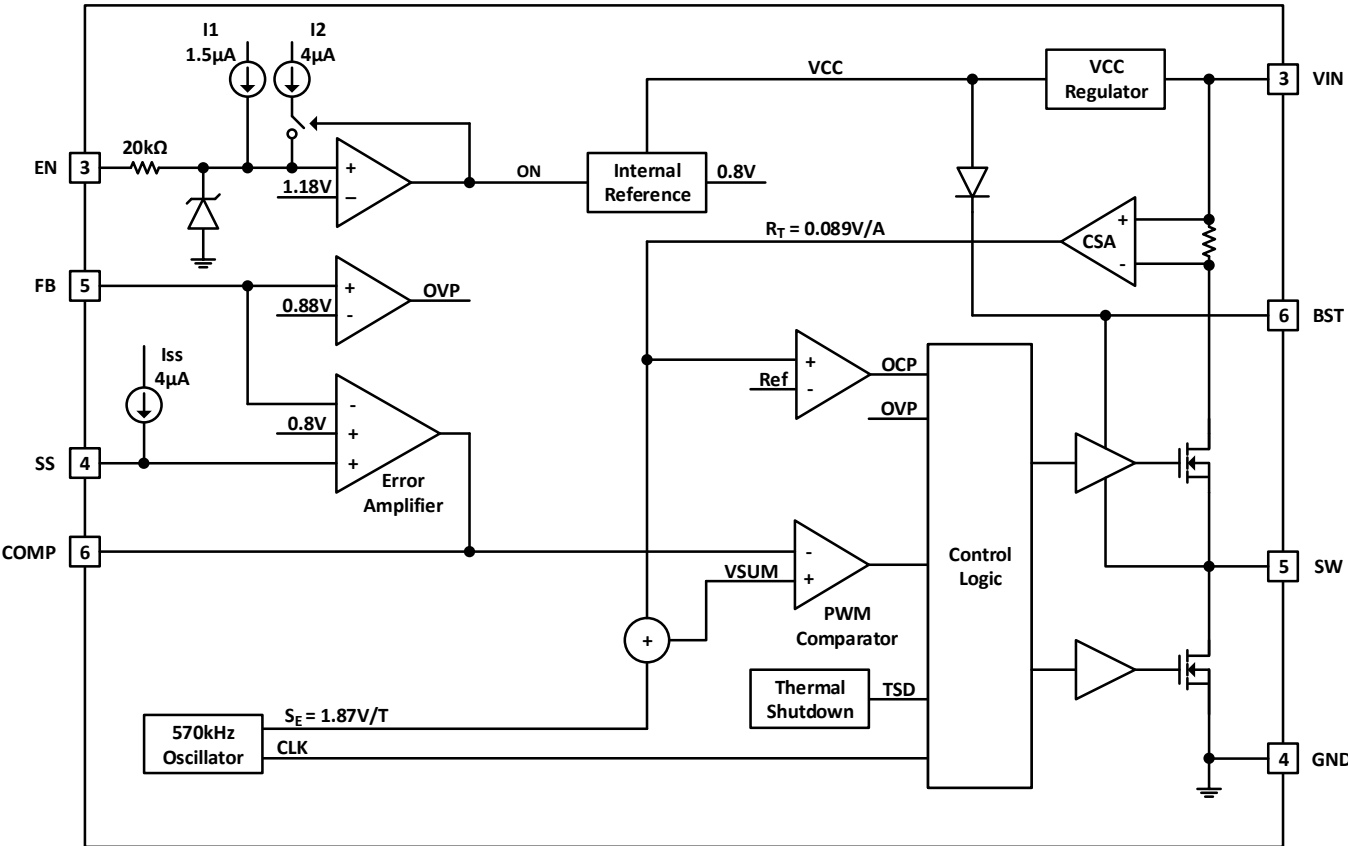 I1
1.5µA
I2
4µA
VCC
VCC
Regulator
3
VIN
EN
3
20kΩ
+
1.18V
−
ON
Internal
Reference
0.8V
RT = 0.089V/A
CSA
+
-
FB
5
+
0.88V
-
OVP
6
BST
Iss
4µA
+
Ref
-
OCP
OVP
-
0.8V
+
SS
4
+
Error
Amplifier
COMP
6
-
VSUM
+
PWM
Comparator
Control
Logic
5
SW
+
Thermal
Shutdown
TSD
SE = 1.87V/T
570kHz
Oscillator
CLK
4
GND